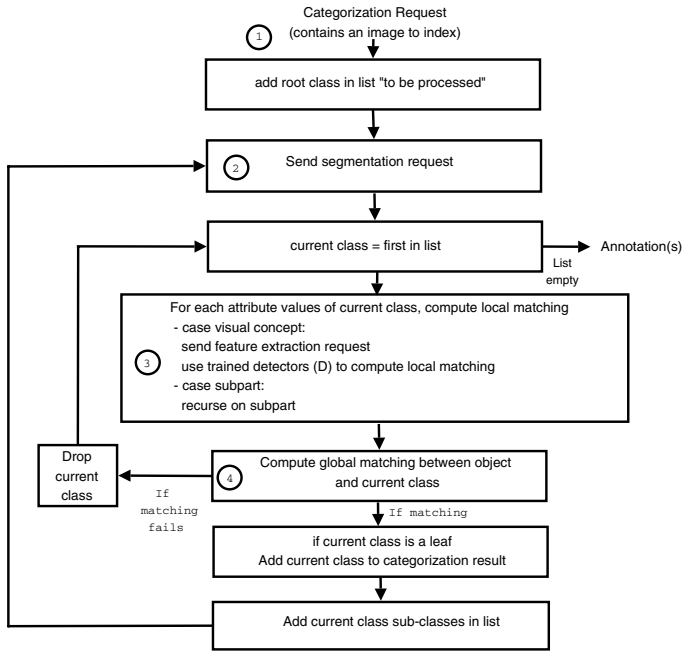 Categorization Request
(contains an image to index)
1
add root class in list "to be processed"
2
Send segmentation request
current class = first in list
Annotation(s)
List
empty
For each attribute values of current class, compute local matching
- case visual concept:
send feature extraction request
3
use trained detectors (D) to compute local matching
- case subpart:
recurse on subpart
Drop
current
class
4
Compute global matching between object
and current class
If
matching
fails
If matching
if current class is a leaf
Add current class to categorization result
Add current class sub-classes in list